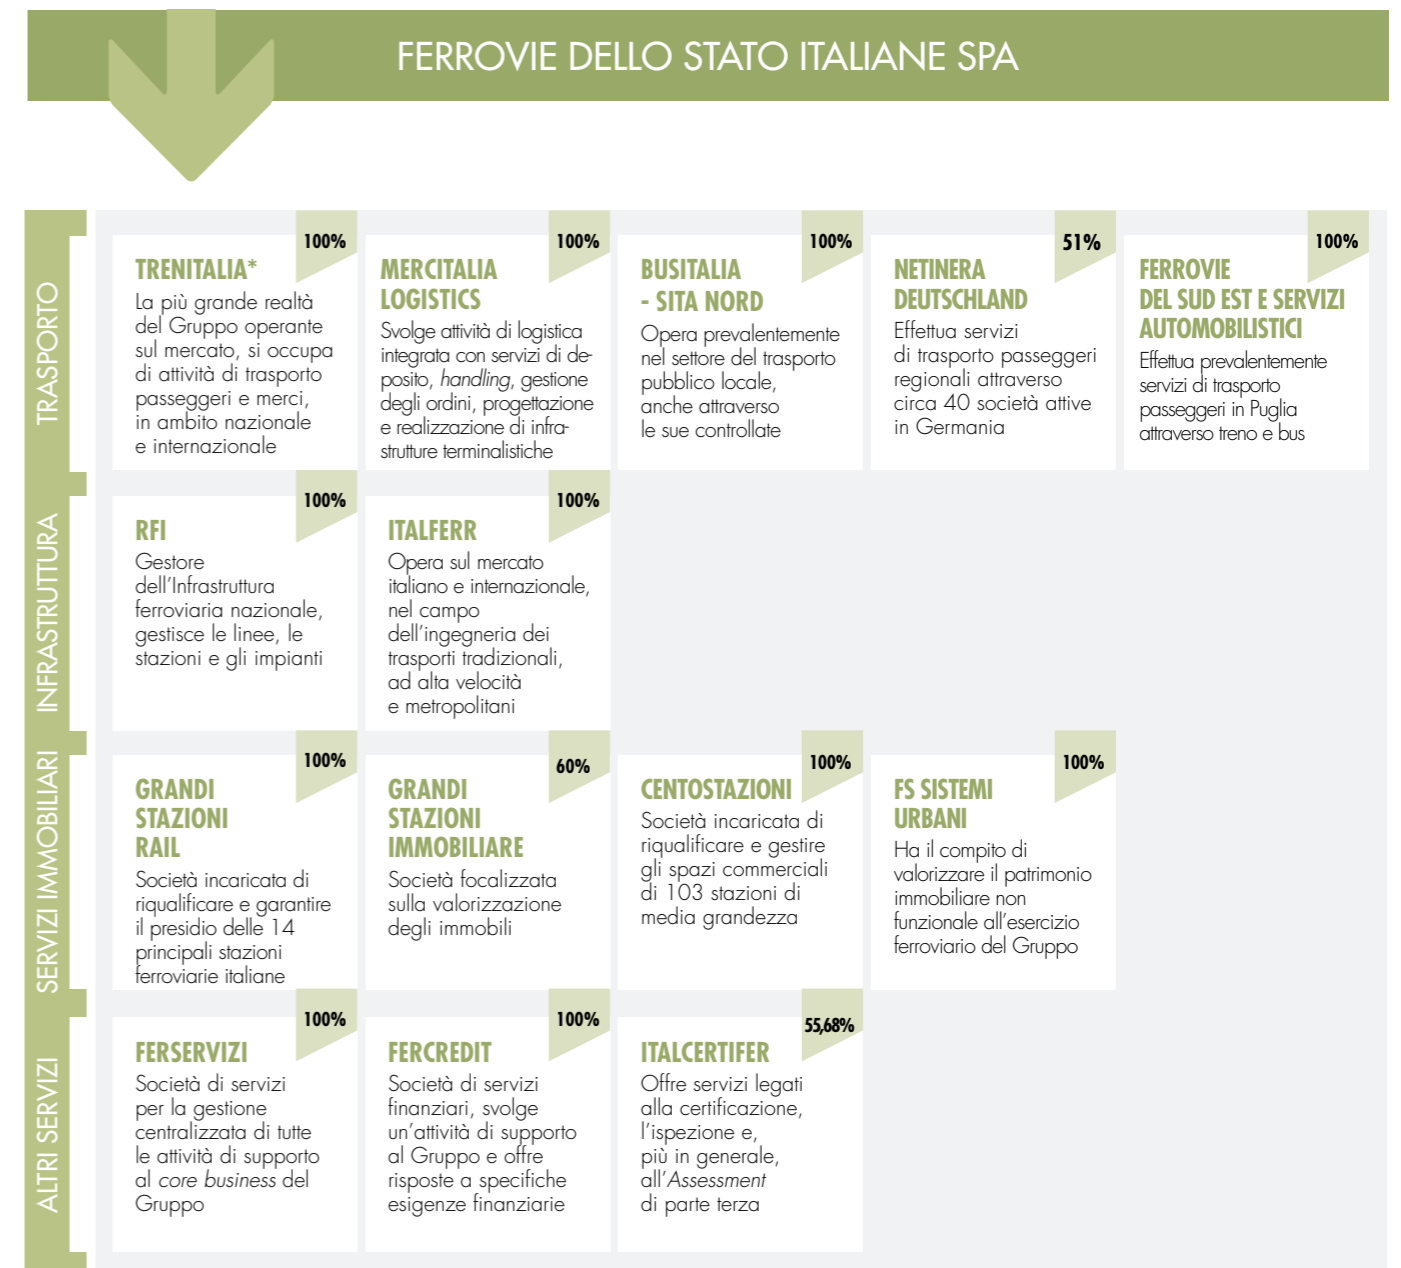 FERROVIE DELLO STATO ITALIANE SPA
TRASPORTO
100%
TRENITALIA*
La più grande realtà
del Gruppo operante
sul mercato, si occupa
di attività di trasporto
passeggeri e merci,
in ambito nazionale
e internazionale
100%
MERCITALIA
LOGISTICS
Svolge attività di logistica
integrata con servizi di de-
posito, handling, gestione
degli ordini, progettazione
e realizzazione di infra-
strutture terminalistiche
100%
BUSITALIA
- SITA NORD
Opera prevalentemente
nel settore del trasporto
pubblico locale,
anche attraverso
le sue controllate
51%
NETINERA
DEUTSCHLAND
Effettua servizi
di trasporto passeggeri
regionali attraverso
circa 40 società attive
in Germania
100%
FERROVIE
DEL SUD EST E SERVIZI
AUTOMOBILISTICI
Effettua prevalentemente
servizi di trasporto
passeggeri in Puglia
attraverso treno e bus
INFRASTRUTTURA
100%
RFI
Gestore
dell'Infrastruttura
ferroviaria nazionale,
gestisce le linee, le
stazioni e gli impianti
100%
ITALFERR
Opera sul mercato
italiano e internazionale,
nel campo
dell'ingegneria dei
trasporti tradizionali,
ad alta velocità
e metropolitani
SERVIZI IMMOBILIARI
100%
GRANDI
STAZIONI
RAIL
Società incaricata di
riqualificare e garantire
il presidio delle 14
principali stazioni
ferroviarie italiane
60%
GRANDI
STAZIONI
IMMOBILIARE
Società focalizzata
sulla valorizzazione
degli immobili
100%
CENTOSTAZIONI
Società incaricata di
riqualificare e gestire
gli spazi commerciali
di 103 stazioni di
media grandezza
100%
FS SISTEMI
URBANI
Ha il compito di
valorizzare il patrimonio
immobiliare non
funzionale all'esercizio
ferroviario del Gruppo
ALTRI SERVIZI
100%
FERSERVIZI
Società di servizi
per la gestione
centralizzata di tutte
le attività di supporto
al core business del
Gruppo
100%
FERCREDIT
Società di servizi
finanziari, svolge
un'attività di supporto
al Gruppo e offre
risposte a specifiche
esigenze finanziarie
55,68%
ITALCERTIFER
Offre servizi legati
alla certificazione,
l'ispezione e,
più in generale,
all'Assessment
di parte terza